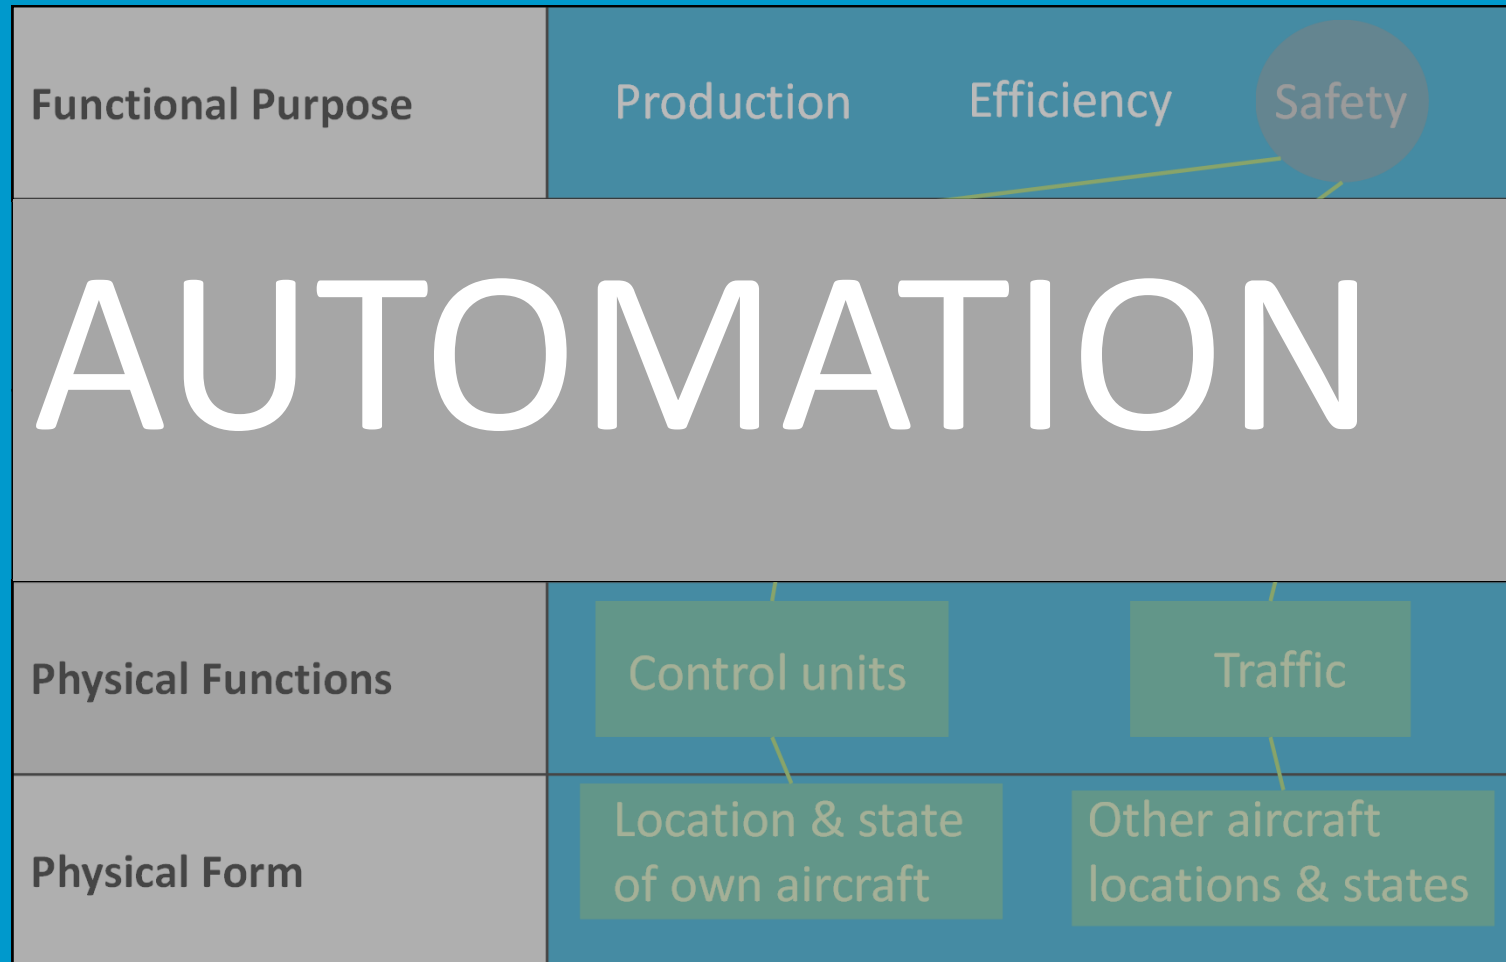 Functional Purpose
Production
Efficiency
Safety
AUTOMATION
Physical Functions
Control units
Traffic
Physical Form
Location & state
of own aircraft
Other aircraft
locations & states